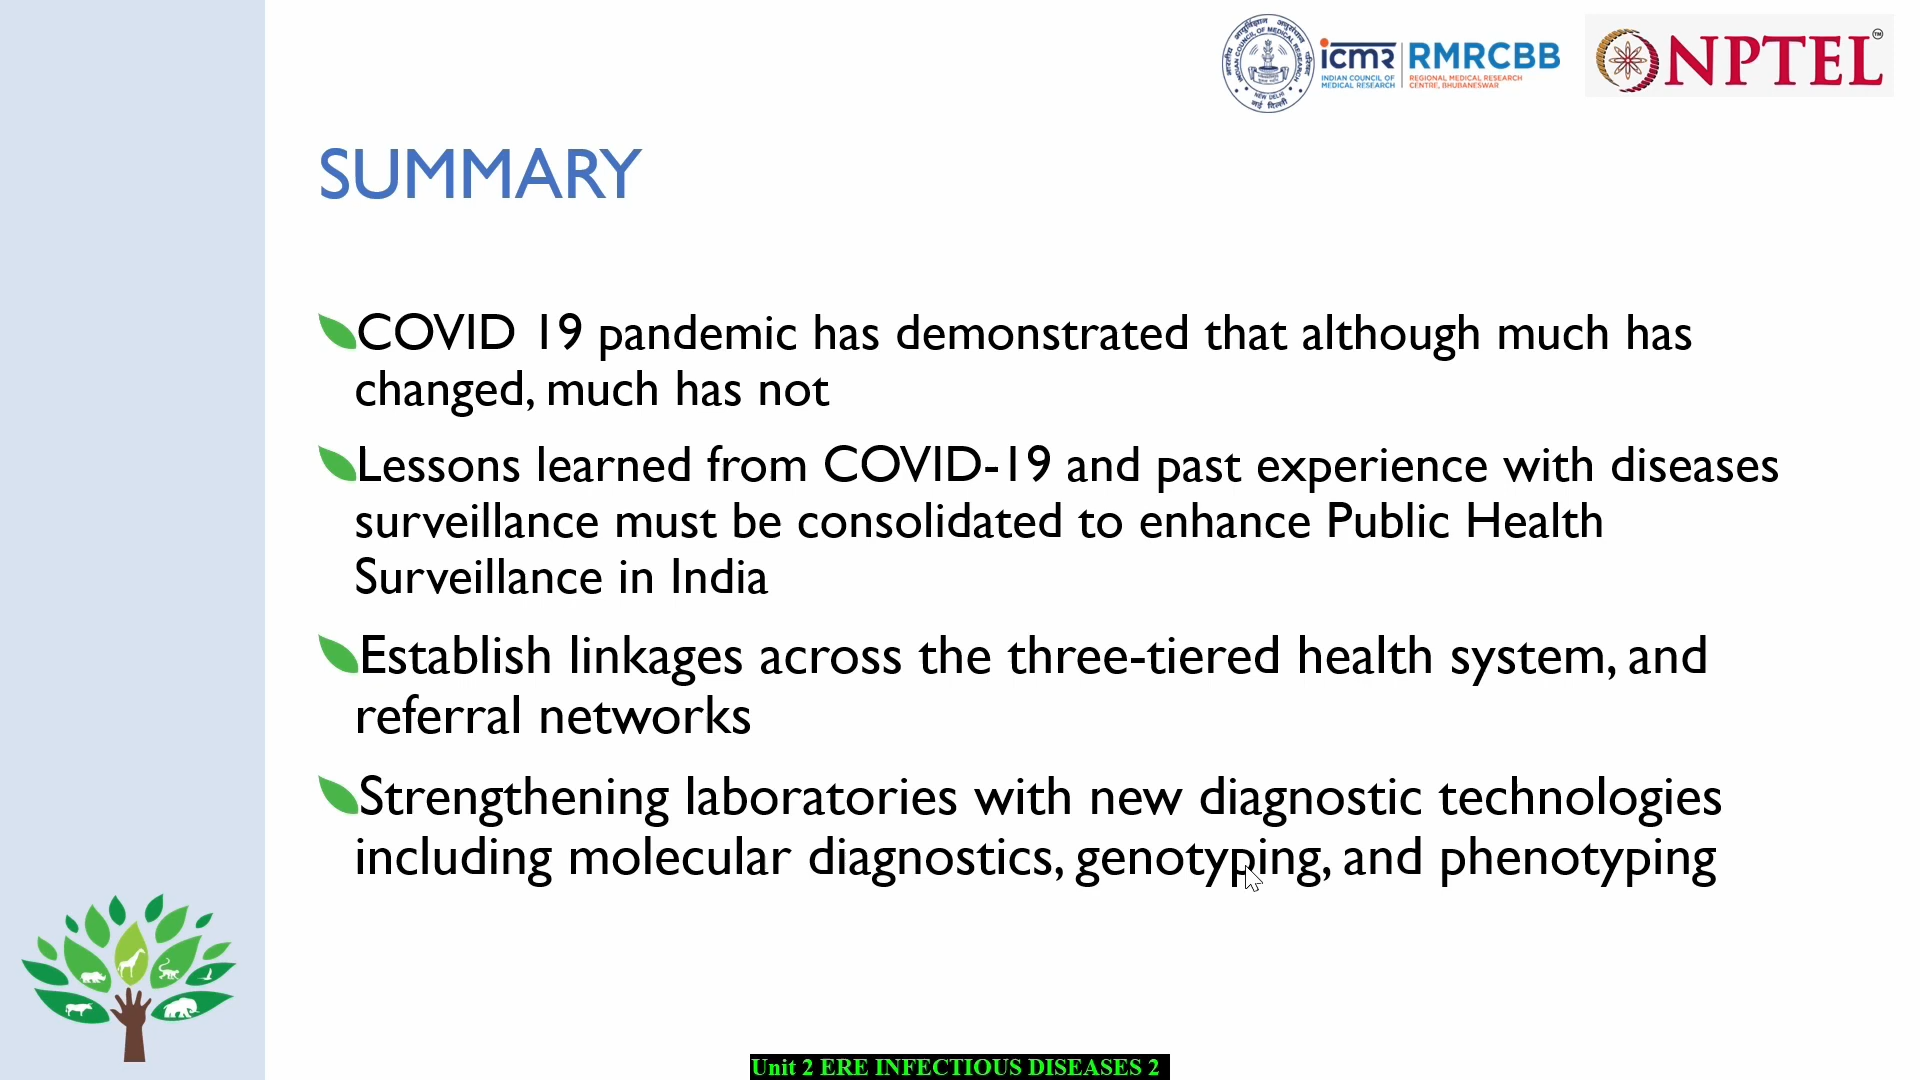 icmr
INDIAN COUNCIL OF
MEDICAL RESEARCH
RMRCBB
REGIONAL MEDICAL RESEARCH
CENTRE, BHUBANESWAR
NPTEL™
SUMMARY
COVID 19 pandemic has demonstrated that although much has
changed, much has not
Lessons learned from COVID-19 and past experience with diseases
surveillance must be consolidated to enhance Public Health
Surveillance in India
Establish linkages across the three-tiered health system, and
referral networks
Strengthening laboratories with new diagnostic technologies
including molecular diagnostics, genotyping, and phenotyping
Unit 2 ERE INFECTIOUS DISEASES 2